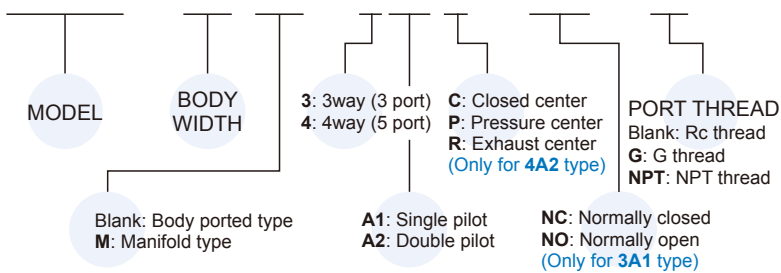 MODEL
BODY
WIDTH
3: 3way (3 port)
4: 4way (5 port)
C: Closed center
P: Pressure center
R: Exhaust center
(Only for 4A2 type)
PORT THREAD
Blank: Rc thread
G: G thread
NPT: NPT thread
Blank: Body ported type
M: Manifold type
A1: Single pilot
A2: Double pilot
NC: Normally closed
NO: Normally open
(Only for 3A1 type)